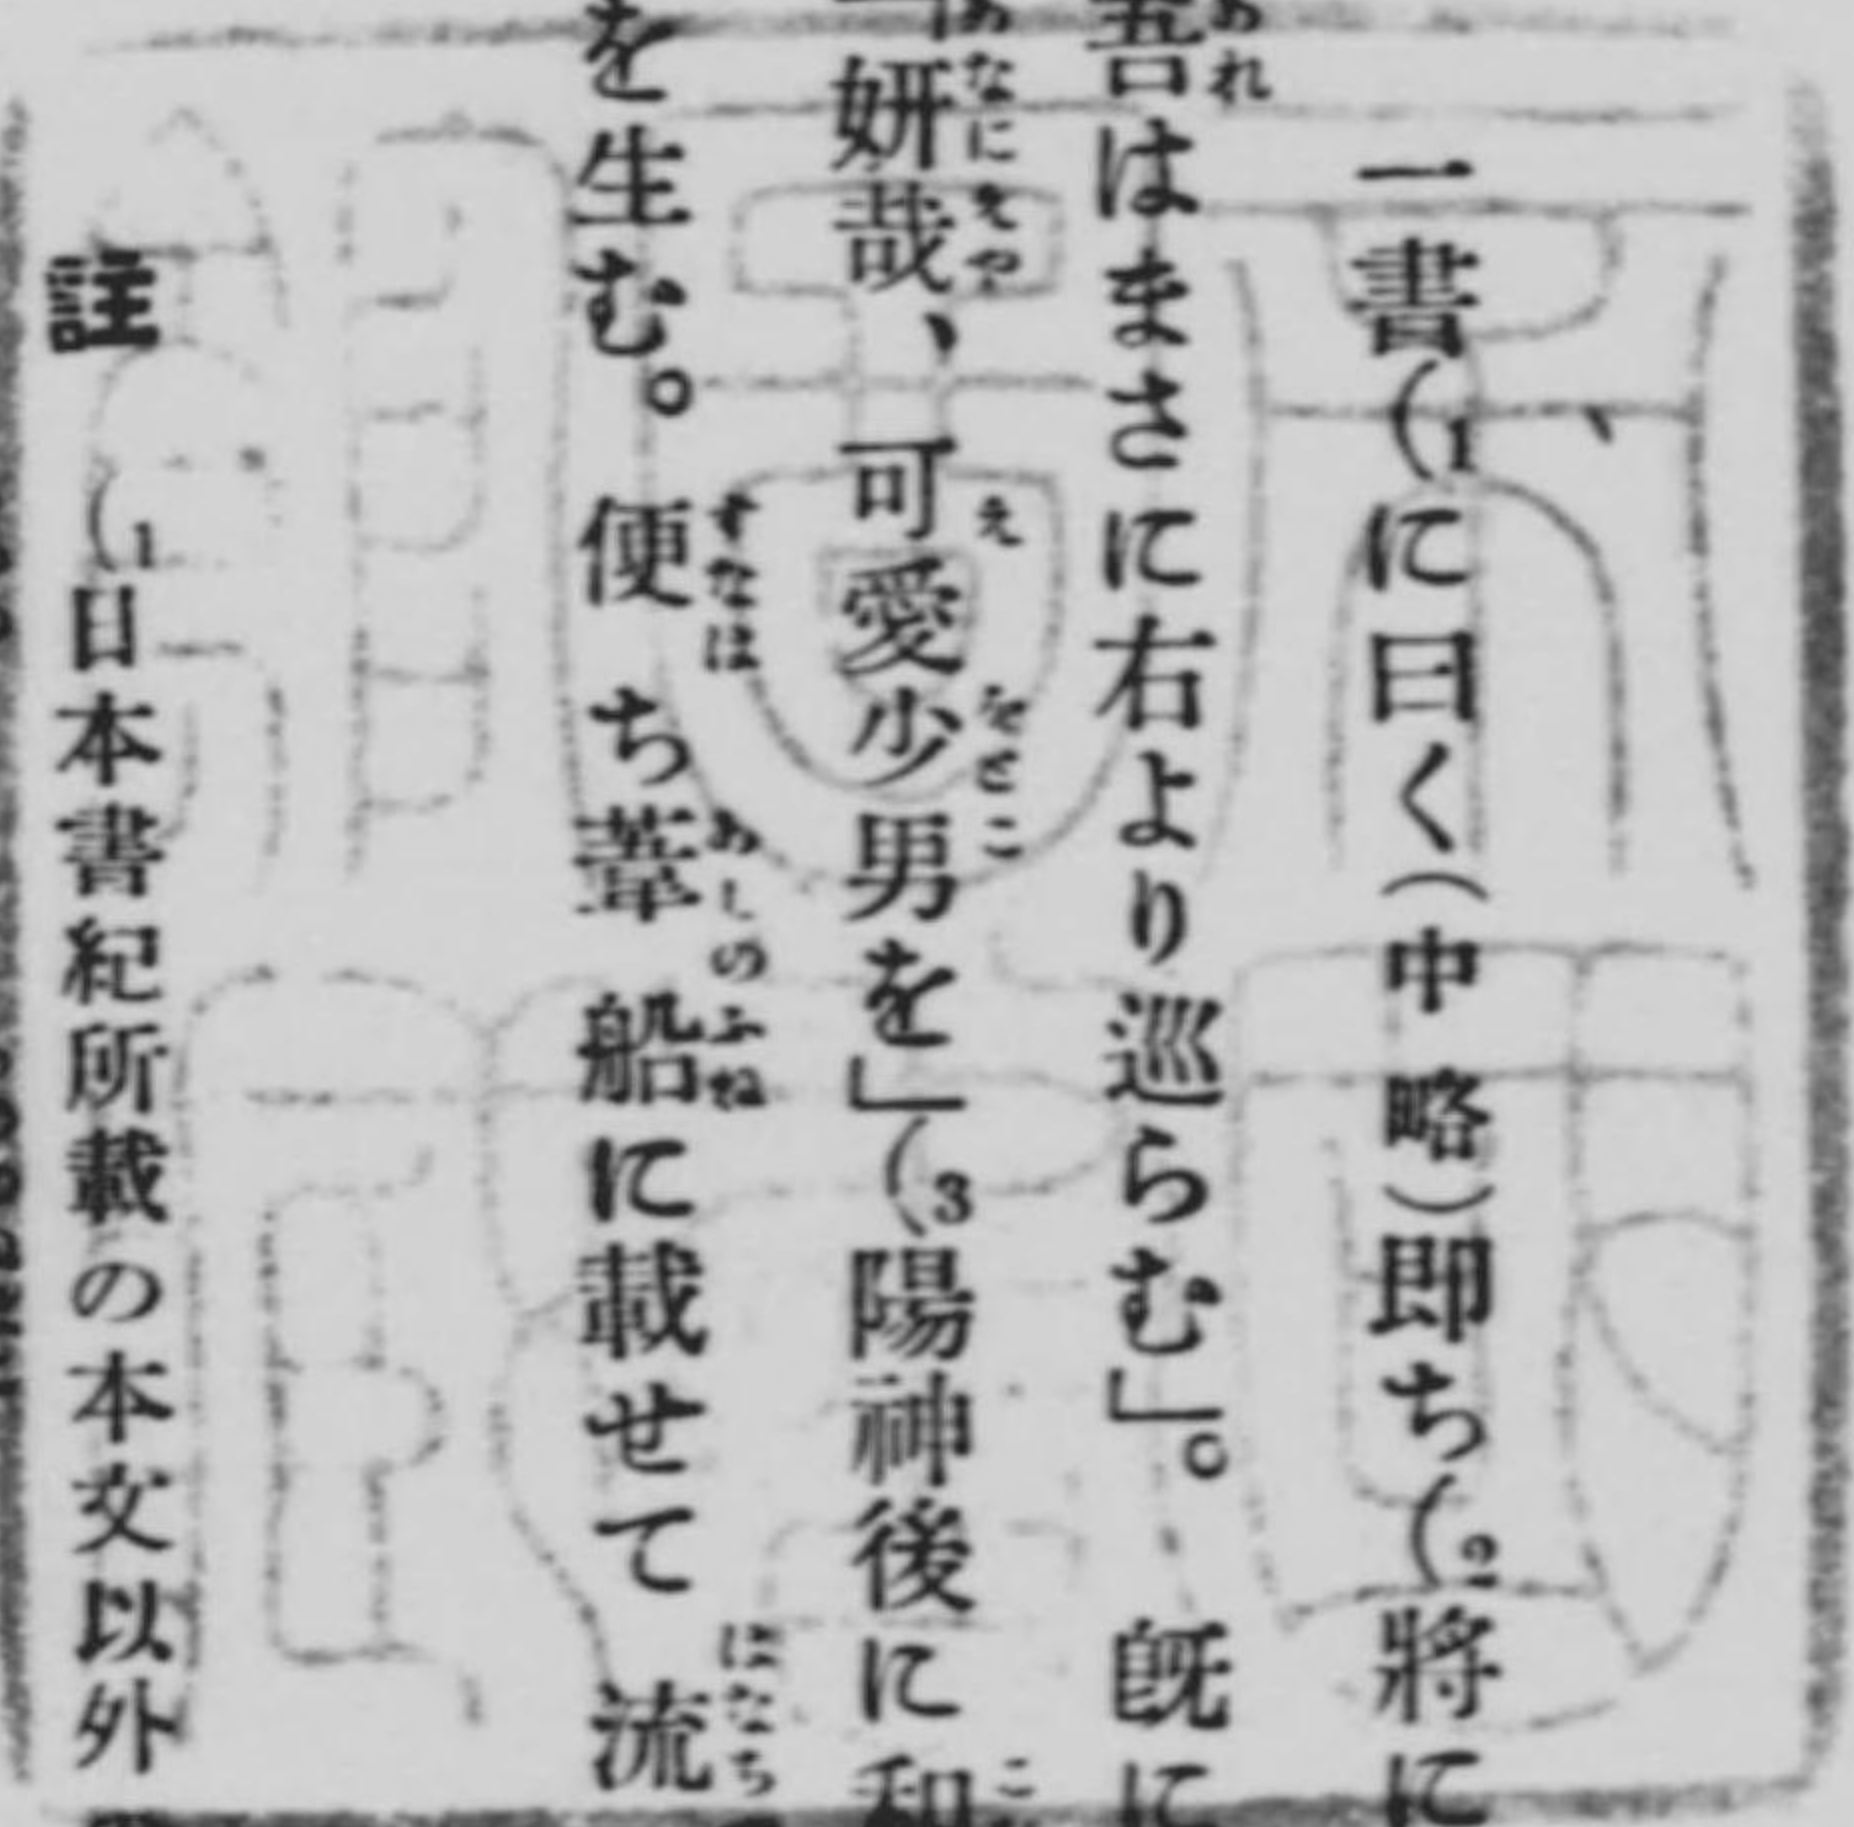 一書(1に曰く(中略)即ち(2將に
吾はまさに右より巡らむ」。既に
「妍哉、可愛少男を」(3陽神後に和
を生む。便ち葦船に載せて流
註 (1日本書紀所載の本文以外